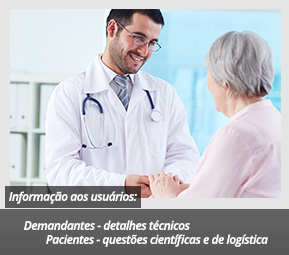 Informação aos usuários:
Demandantes - detalhes técnicos
Pacientes - questões científicas e de logística